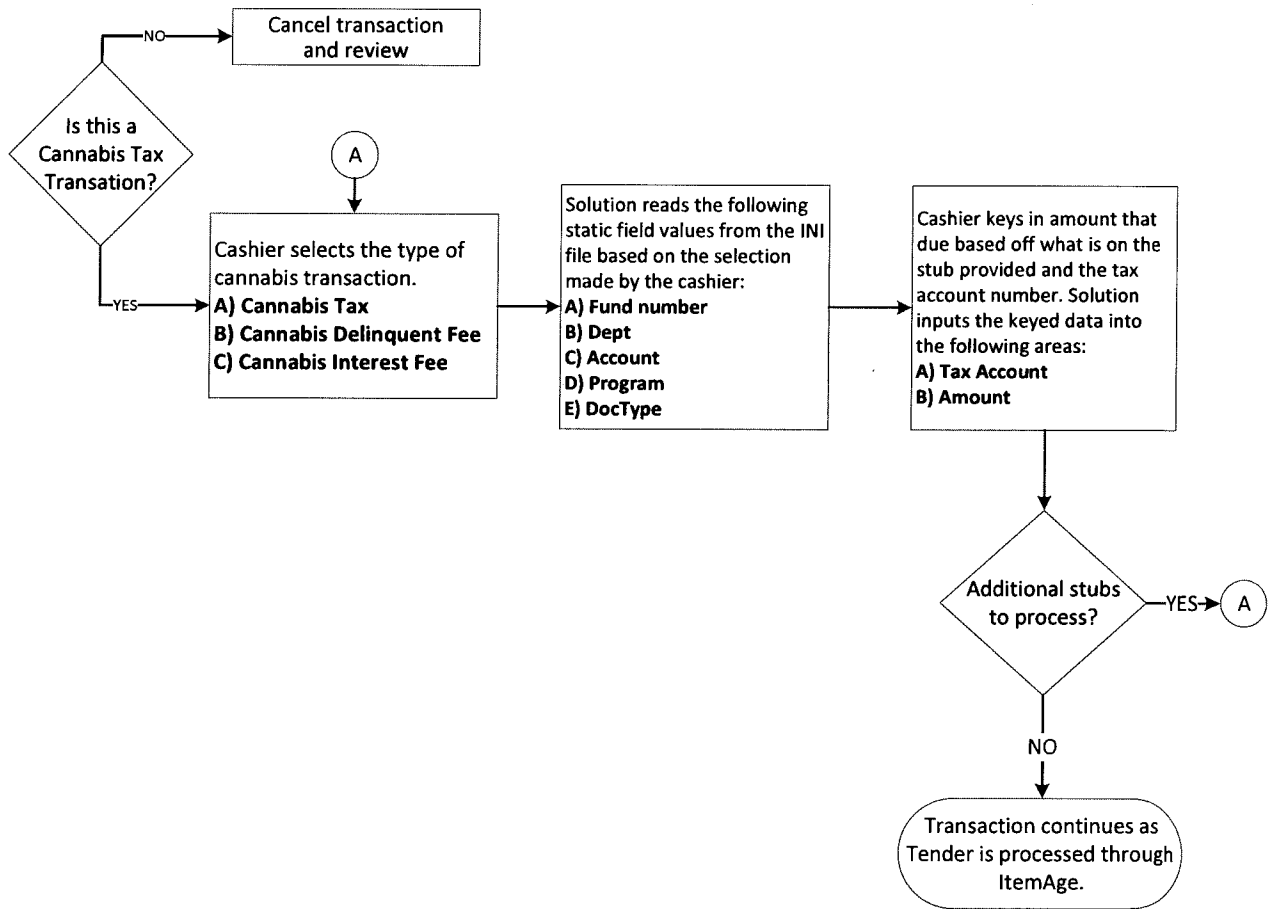 NO
Cancel transaction
and review
Is this a
Cannabis Tax
Transation?
YES
A
Cashier selects the type of
cannabis transaction.
A) Cannabis Tax
B) Cannabis Delinquent Fee
C) Cannabis Interest Fee
Solution reads the following
static field values from the INI
file based on the selection
made by the cashier:
A) Fund number
B) Dept
C) Account
D) Program
E) DocType
Cashier keys in amount that
due based off what is on the
stub provided and the tax
account number. Solution
inputs the keyed data into
the following areas:
A) Tax Account
B) Amount
Additional stubs
to process?
YES
A
NO
Transaction continues as
Tender is processed through
ItemAge.